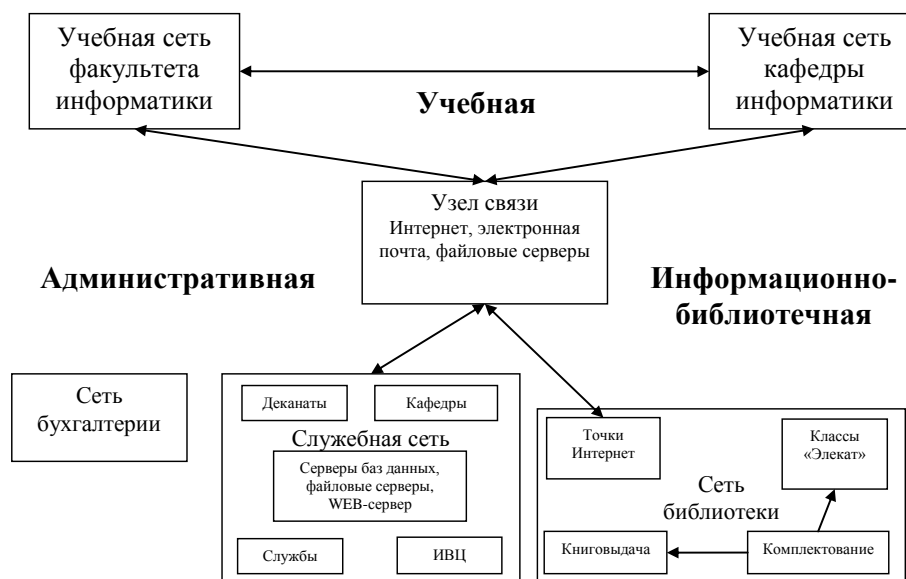 Учебная сеть
факультета
информатики
Учебная сеть
кафедры
информатики
Учебная
Узел связи
Интернет, электронная
почта, файловые серверы
Административная
Информационно-
библиотечная
Сеть
бухгалтерии
Деканаты
Кафедры
Служебная сеть
Серверы баз данных,
файловые серверы,
WEB-сервер
Службы
ИВЦ
Точки
Интернет
Классы
«Элекат»
Сеть
библиотеки
Книговыдача
Комплектование